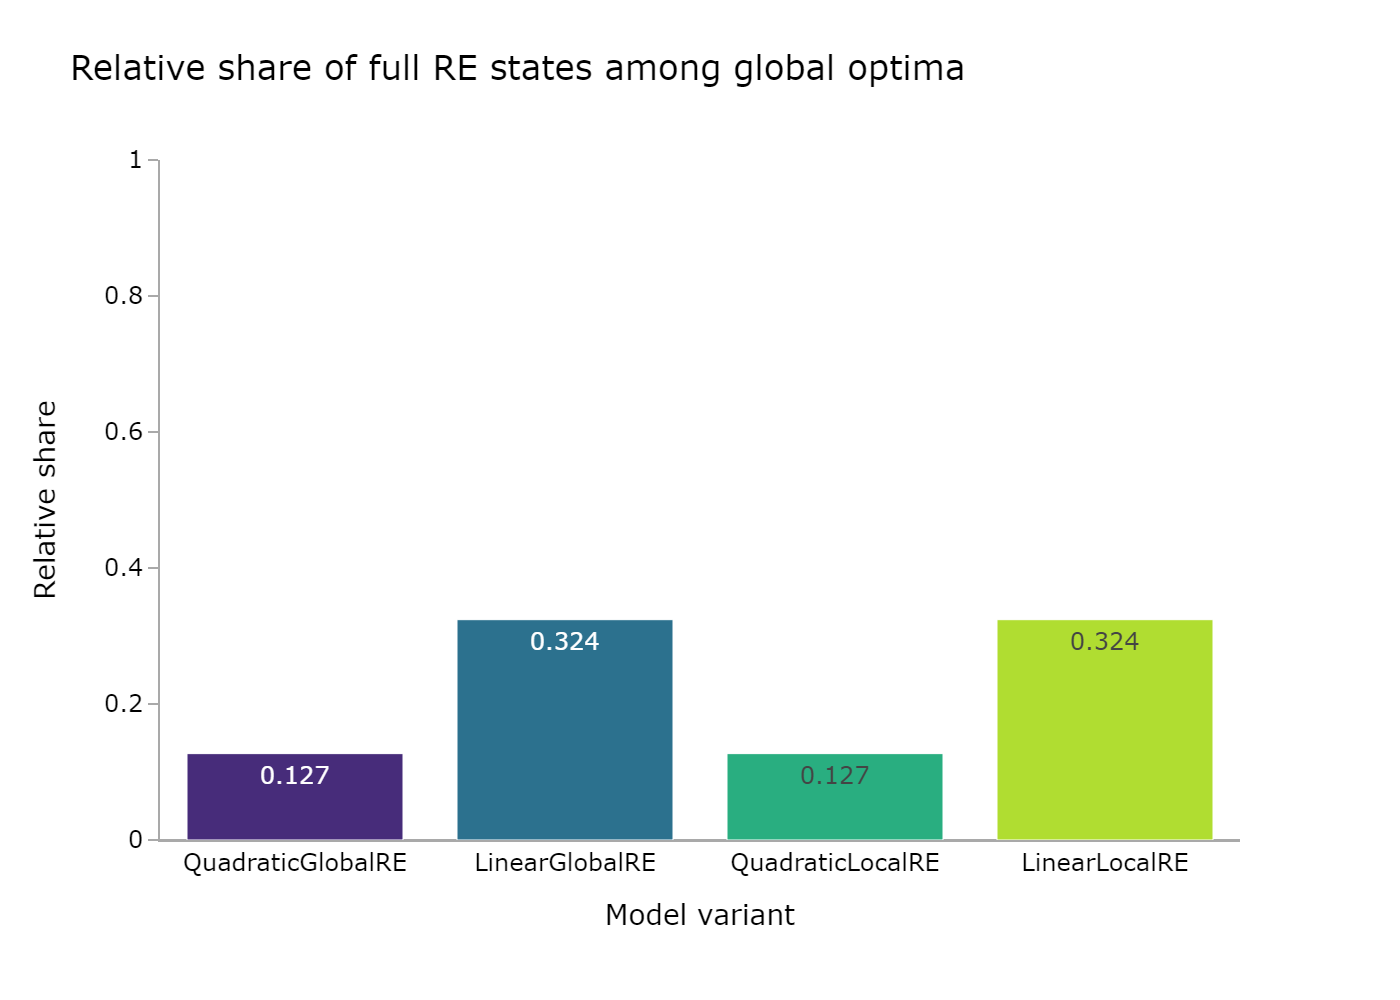 Relative share of full RE states among global optima
1
0.8
0.6
0.4
0.2
0
Relative share
0.127
0.324
0.127
0.324
QuadraticGlobalRE
LinearGlobalRE
QuadraticLocalRE
LinearLocalRE
Model variant